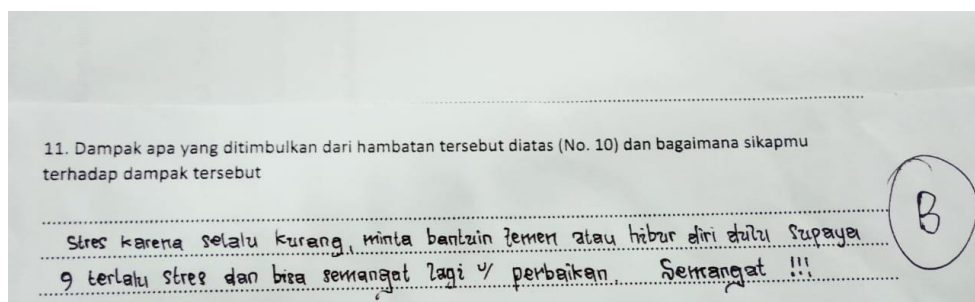 11. Dampak apa yang ditimbulkan dari hambatan tersebut diatas (No. 10) dan bagaimana sikapmu
terhadap dampak tersebut
B
Stres karena selalu kurang, minta bantuin temen atau hibur diri dulu supaya
g terlalu stres dan bisa semangat lagi u/ perbaikan. Semangat !!!